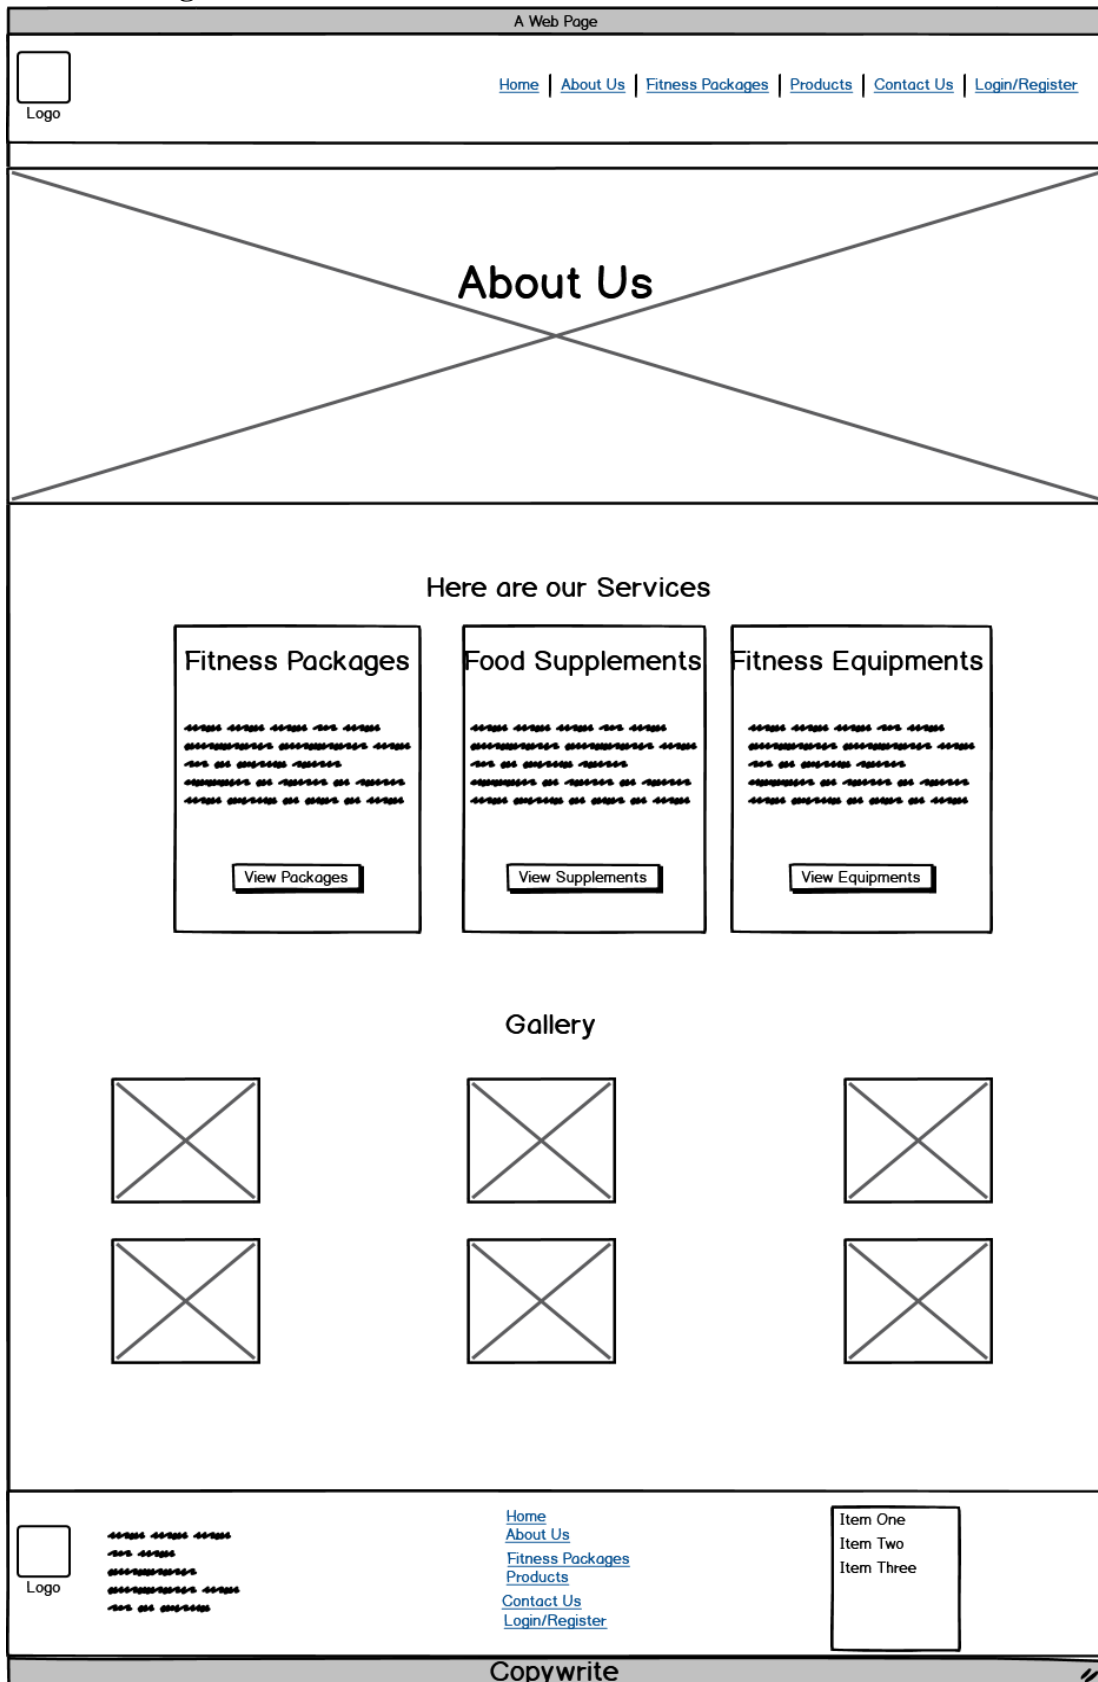 A Web Page
Logo
Home | About Us | Fitness Packages | Products | Contact Us | Login/Register
About Us
Here are our Services
Fitness Packages
View Packages
Food Supplements
View Supplements
Fitness Equipments
View Equipments
Gallery
Logo
Home
About Us
Fitness Packages
Products
Contact Us
Login/Register
Item One
Item Two
Item Three
Copywrite